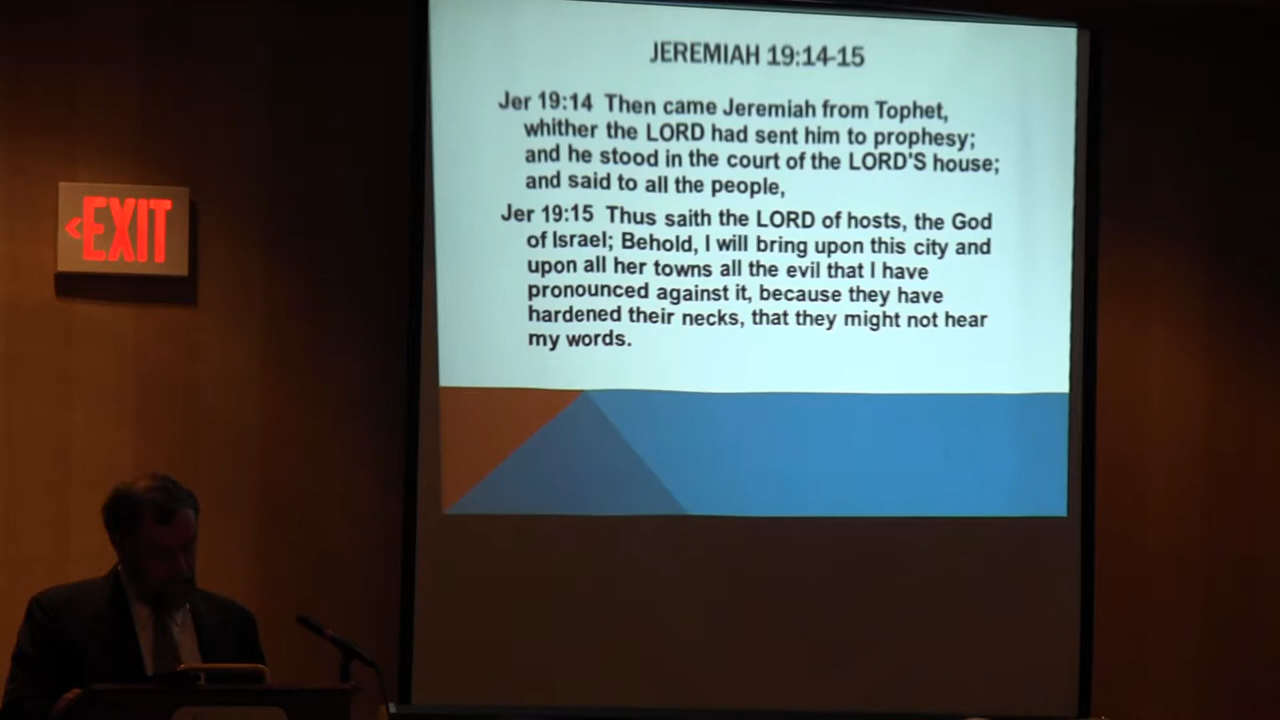 JEREMIAH 19:14-15
Jer 19:14 Then came Jeremiah from Tophet,
whither the LORD had sent him to prophesy;
and he stood in the court of the LORD'S house;
and said to all the people,
Jer 19:15 Thus saith the LORD of hosts, the God
of Israel; Behold, I will bring upon this city and
upon all her towns all the evil that I have
pronounced against it, because they have
hardened their necks, that they might not hear
my words.
<EXIT